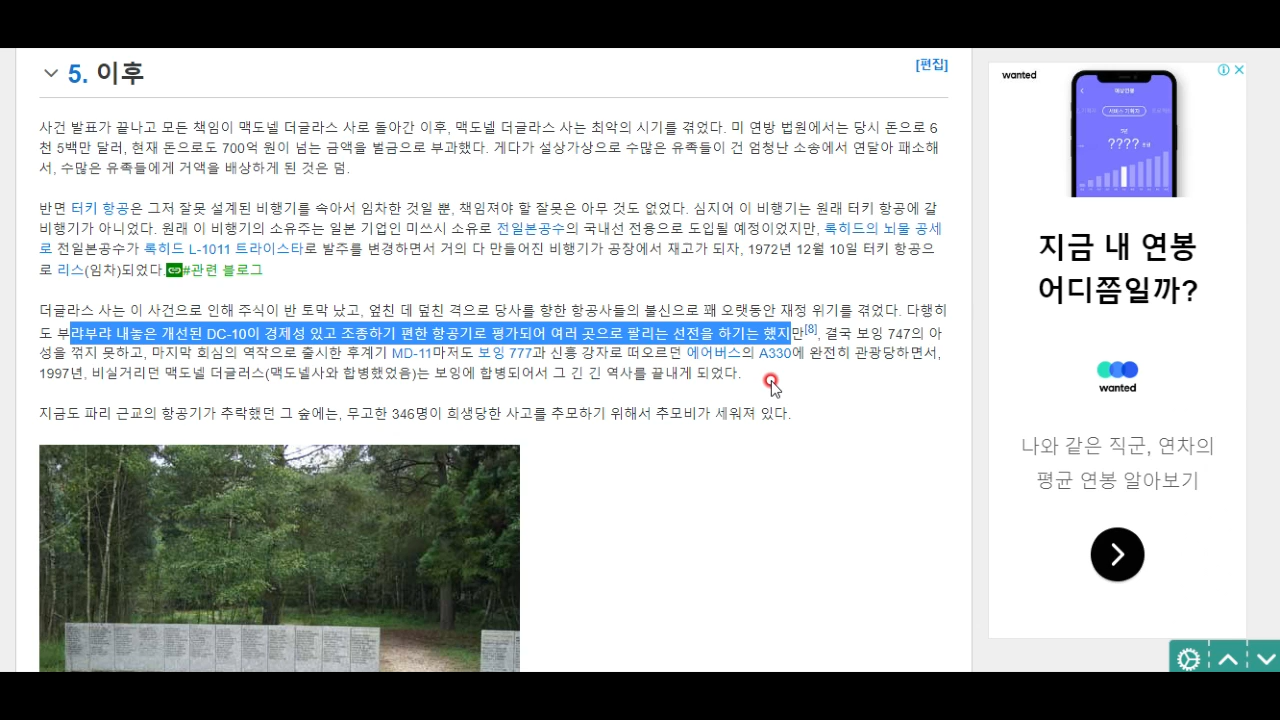 5. 이후
[편집]
사건 발표가 끝나고 모든 책임이 맥도넬 더글라스 사로 돌아간 이후, 맥도넬 더글라스 사는 최악의 시기를 겪었다. 미 연방 법원에서는 당시 돈으로 6
천 5백만 달러, 현재 돈으로도 700억 원이 넘는 금액을 벌금으로 부과했다. 게다가 설상가상으로 수많은 유족들이 건 엄청난 소송에서 연달아 패소해
서, 수많은 유족들에게 거액을 배상하게 된 것은 덤.
반면 터키 항공은 그저 잘못 설계된 비행기를 속아서 임차한 것일 뿐, 책임져야 할 잘못은 아무 것도 없었다. 심지어 이 비행기는 원래 터키 항공에 갈
비행기가 아니었다. 원래 이 비행기의 소유주는 일본 기업인 미쓰시 소유로 전일본공수의 국내선 전용으로 도입될 예정이었지만, 록히드의 뇌물 공세
로 전일본공수가 록히드 L-1011 트라이스타로 발주를 변경하면서 거의 다 만들어진 비행기가 공장에서 재고가 되자, 1972년 12월 10일 터키 항공으
로 리스(임차)되었다.#관련 블로그
더글라스 사는 이 사건으로 인해 주식이 반 토막 났고, 엎친 데 덮친 격으로 당사를 향한 항공사들의 불신으로 꽤 오랫동안 재정 위기를 겪었다. 다행히
도 부랴부랴 내놓은 개선된 DC-10이 경제성 있고 조종하기 편한 항공기로 평가되어 여러 곳으로 팔리는 선전을 하기는 했지만[8], 결국 보잉 747의 아
성을 꺾지 못하고, 마지막 회심의 역작으로 출시한 후계기 MD-11마저도 보잉 777과 신흥 강자로 떠오르던 에어버스의 A330에 완전히 관광당하면서,
1997년, 비실거리던 맥도넬 더글러스(맥도넬사와 합병했었음)는 보잉에 합병되어서 그 긴 긴 역사를 끝내게 되었다.
지금도 파리 근교의 항공기가 추락했던 그 숲에는, 무고한 346명이 희생당한 사고를 추모하기 위해서 추모비가 세워져 있다.
wanted
????
지금 내 연봉
어디쯤일까?
wanted
나와 같은 직군, 연차의
평균 연봉 알아보기